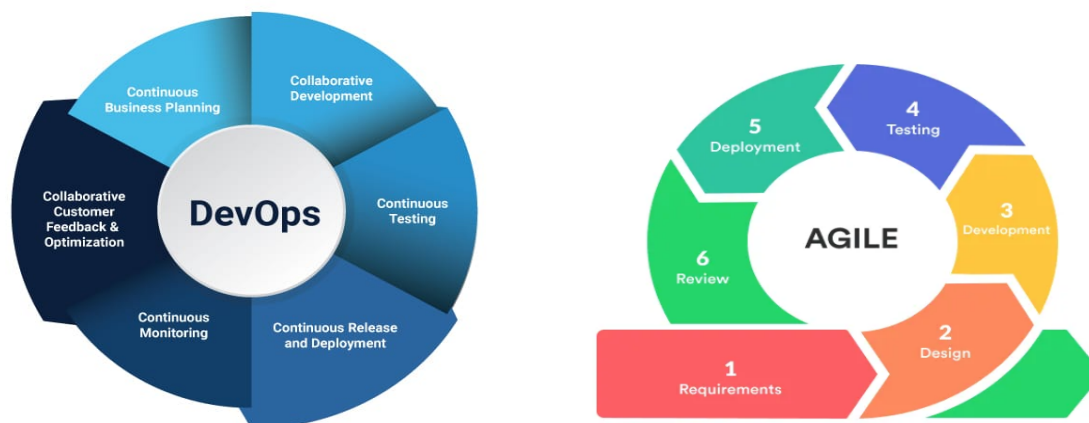 Continuous
Business Planning
Collaborative
Development
Continuous
Testing
Continuous Release
and Deployment
Continuous
Monitoring
Collaborative
Customer
Feedback &
Optimization
DevOps
1
Requirements
2
Design
3
Development
4
Testing
5
Deployment
6
Review
AGILE